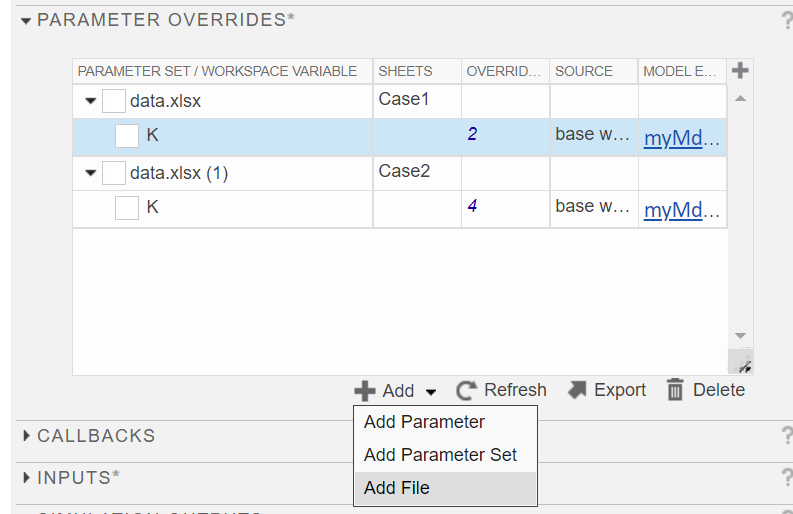 PARAMETER OVERRIDES* ?
PARAMETER SET / WORKSPACE VARIABLE SHEETS OVERRID... SOURCE MODEL E...
data.xlsx Case1
K 2 base w... myMd...
data.xlsx (1) Case2
K 4 base w... myMd...
Add Refresh Export Delete
Add Parameter
CALLBACKS ?
Add Parameter Set
INPUTS* ?
Add File